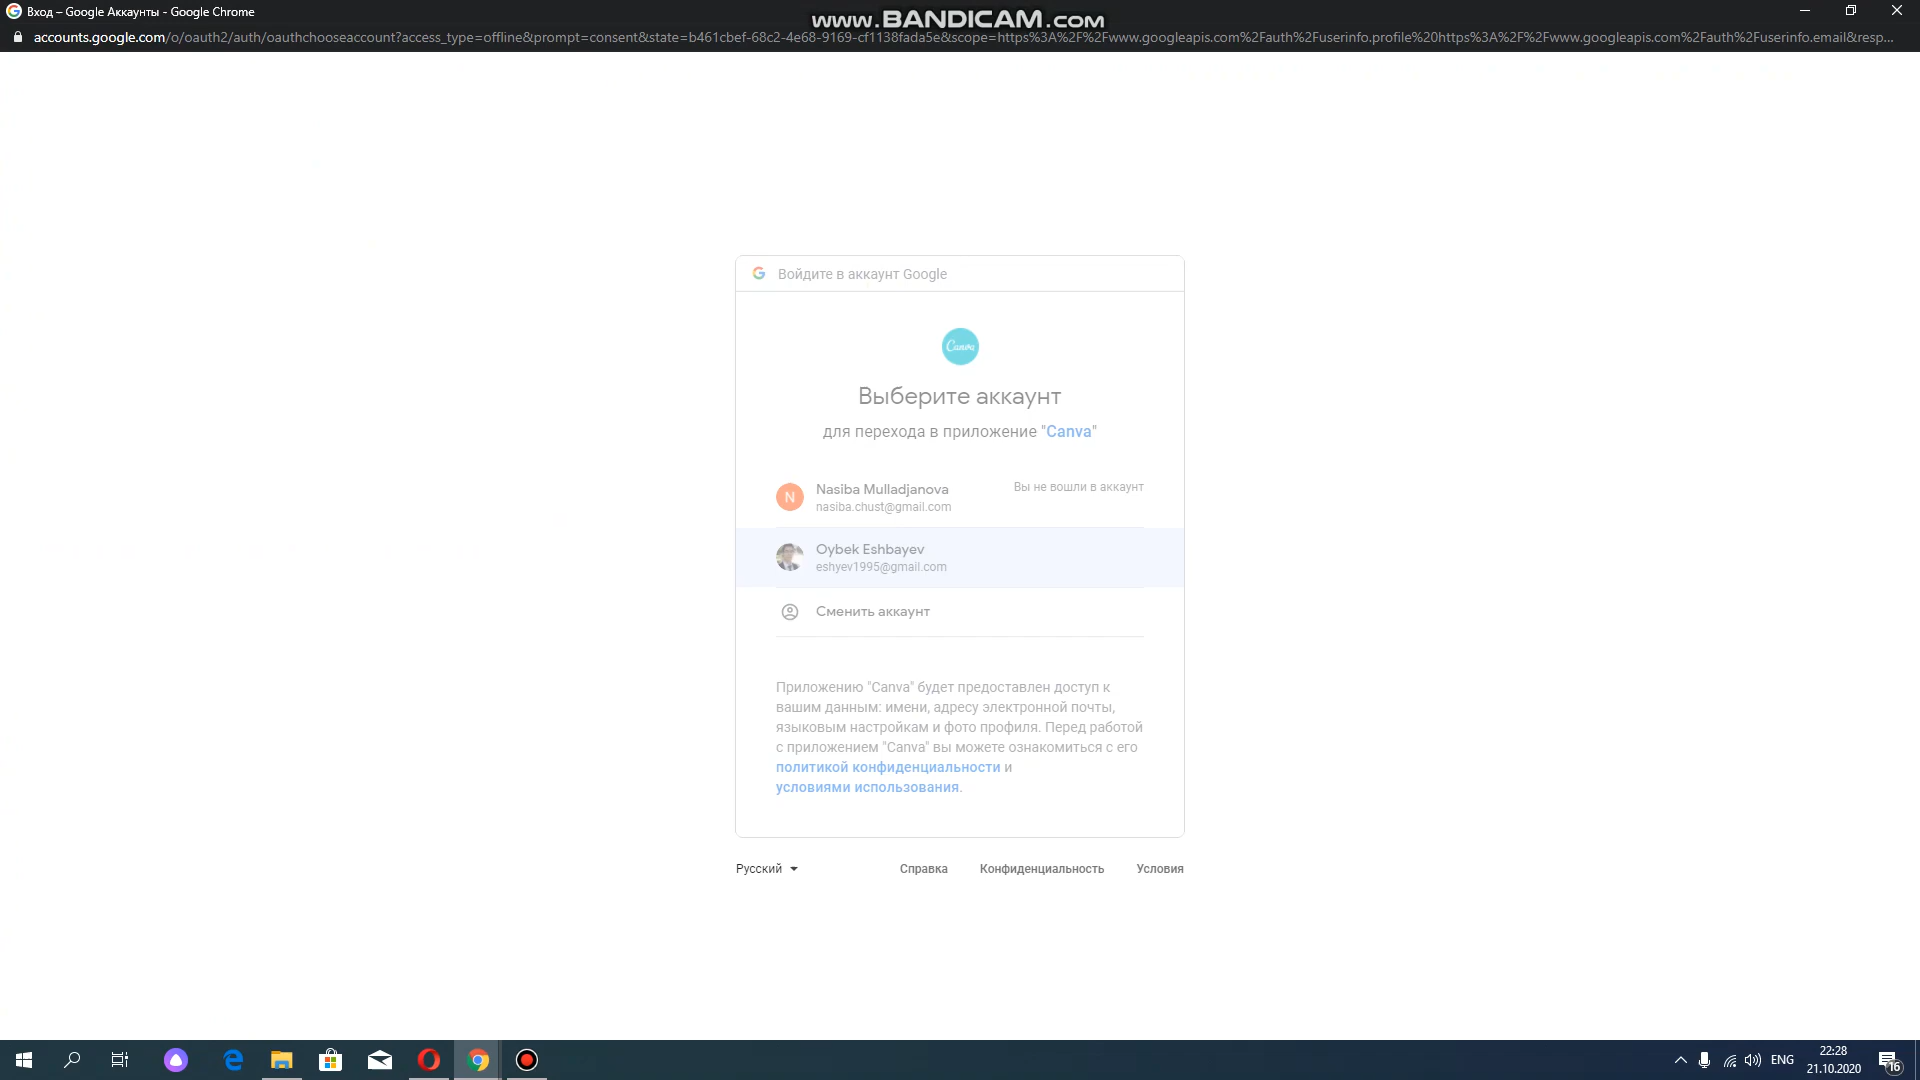 Вход – Google Аккаунты - Google Chrome
www.BANDICAM.com
accounts.google.com/o/oauth2/auth/oauthchooseaccount?access_type=offline&prompt=consent&state=b461cbef-68c2-4e68-9169-cf1138fada5e&scope=https%3A%2F%2Fwww.googleapis.com%2Fauth%2Fuserinfo.profile%20https%3A%2F%2Fwww.googleapis.com%2Fauth%2Fuserinfo.email&resp...
Войдите в аккаунт Google
Canva
Выберите аккаунт
для перехода в приложение "Canva"
N
Nasiba Mulladjanova
Вы не вошли в аккаунт
nasiba.chust@gmail.com
Oybek Eshbayev
eshyev1995@gmail.com
Сменить аккаунт
Приложению "Canva" будет предоставлен доступ к
вашим данным: имени, адресу электронной почты,
языковым настройкам и фото профиля. Перед работой
с приложением "Canva" вы можете ознакомиться с его
политикой конфиденциальности и
условиями использования.
Русский
Справка
Конфиденциальность
Условия
ENG
22:28
21.10.2020
16